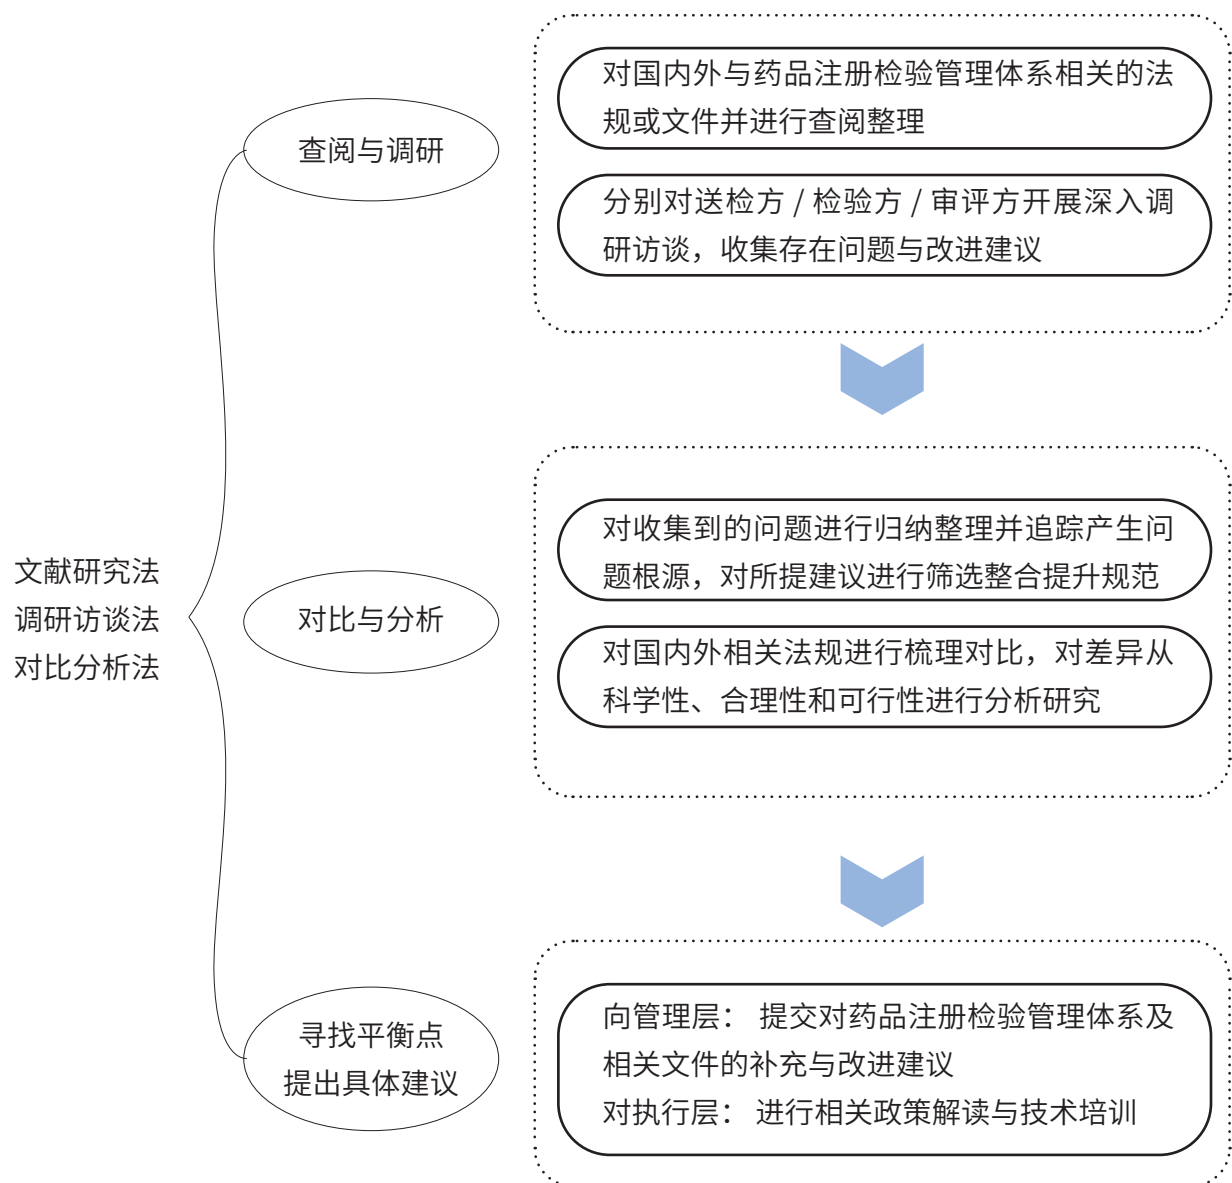 查阅与调研
对国内外与药品注册检验管理体系相关的法
规或文件并进行查阅整理
分别对送检方 / 检验方 / 审评方开展深入调
研访谈，收集存在问题与改进建议
文献研究法
调研访谈法
对比分析法
对比与分析
对收集到的问题进行归纳整理并追踪产生问
题根源，对所提建议进行筛选整合提升规范
对国内外相关法规进行梳理对比，对差异从
科学性、合理性和可行性进行分析研究
寻找平衡点
提出具体建议
向管理层： 提交对药品注册检验管理体系及
相关文件的补充与改进建议
对执行层： 进行相关政策解读与技术培训